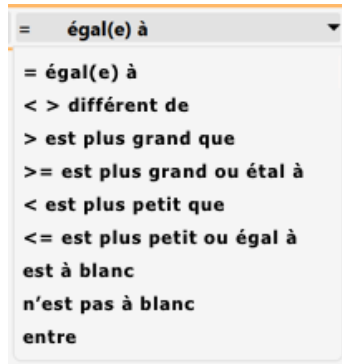 = égal(e) à
= égal(e) à
< > différent de
> est plus grand que
>= est plus grand ou étal à
< est plus petit que
<= est plus petit ou égal à
est à blanc
n'est pas à blanc
entre